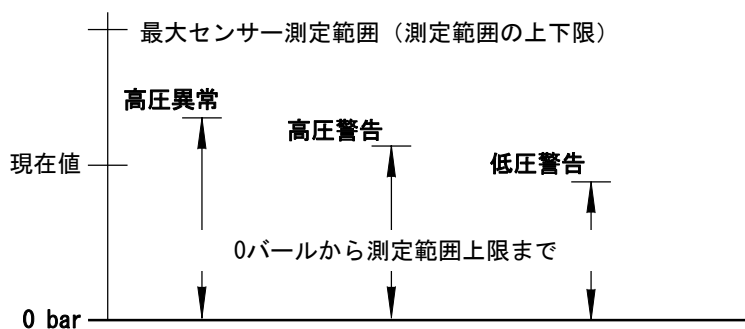 最大センサー測定範囲（測定範囲の上下限）
高圧異常
高圧警告
現在値
低圧警告
0バールから測定範囲上限まで
0 bar